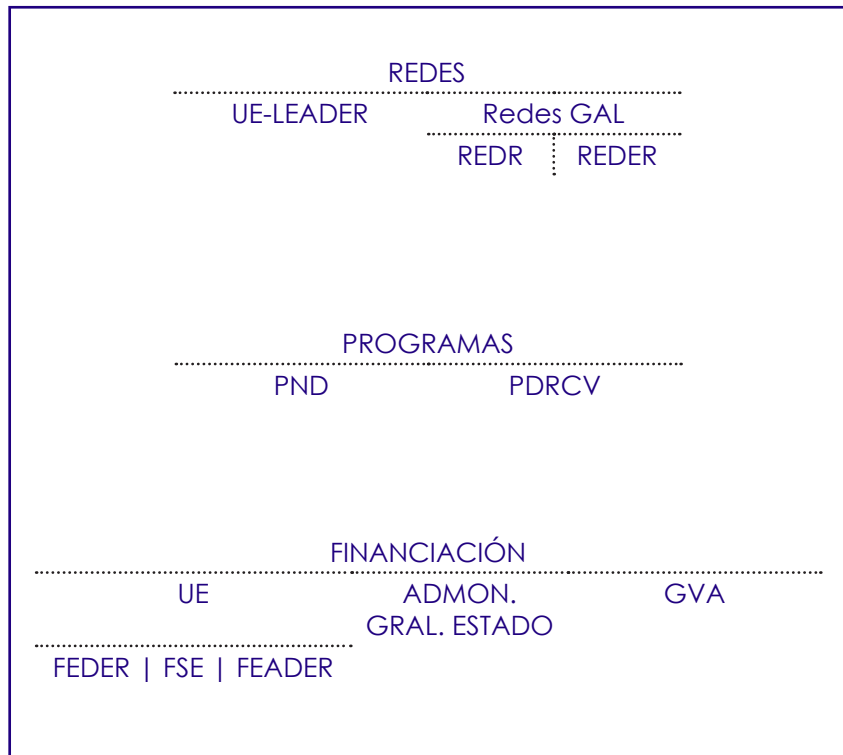 REDES
UE-LEADER Redes GAL
REDR REDER
PROGRAMAS
PND PDRCV
FINANCIACIÓN
UE ADMON. GVA
GRAL. ESTADO
FEDER | FSE | FEADER